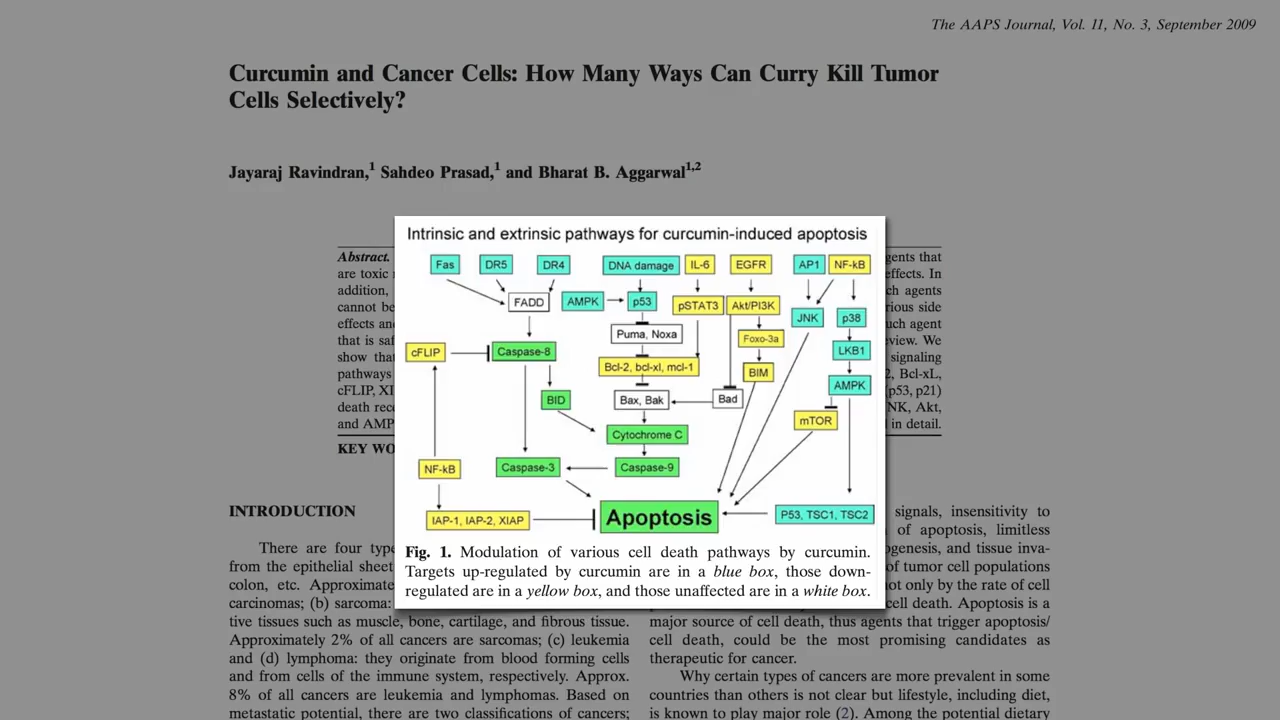 The AAPS Journal, Vol. 11, No. 3, September 2009
Curcumin and Cancer Cells: How Many Ways Can Curry Kill Tumor
Cells Selectively?
Jayaraj Ravindran,1 Sahdeo Prasad,1 and Bharat B. Aggarwal1,2
Abstract.
are toxic
addition,
cannot be
effects and
that is
show that
pathways
cFLIP,
death
and
KEY
gents that
effects. In
ch agents
rious side
uch agent
eview. We
signaling
2, Bcl-xL,
(p53, p21)
NK, Akt,
in detail.
Intrinsic and extrinsic pathways for curcumin-induced apoptosis
Fas DR5 DR4 DNA damage IL-6 EGFR AP1 NF-kB
FADD AMPK p53 pSTAT3 Akt/PI3K JNK p38
Puma, Noxa Foxo-3a
cFLIP Caspase-8 LKB1
Bcl-2, bcl-xl, mcl-1 BIM
AMPK
BID Bax, Bak Bad
mTOR
Cytochrome C
NF-kB Caspase-3 Caspase-9
IAP-1, IAP-2, XIAP Apoptosis P53, TSC1, TSC2
Fig. 1. Modulation of various cell death pathways by curcumin.
Targets up-regulated by curcumin are in a blue box, those down-
regulated are in a yellow box, and those unaffected are in a white box.
INTRODUCTION
There are four type
from the epithelial sheet
colon, etc. Approximate
carcinomas; (b) sarcoma:
tive tissues such as muscle, bone, cartilage, and fibrous tissue.
Approximately 2% of all cancers are sarcomas; (c) leukemia
and (d) lymphoma: they originate from blood forming cells
and from cells of the immune system, respectively. Approx.
8% of all cancers are leukemia and lymphomas. Based on
metastatic potential, there are two classifications of cancers;
signals, insensitivity to
of apoptosis, limitless
ogenesis, and tissue inva-
of tumor cell populations
not only by the rate of cell
cell death. Apoptosis is a
major source of cell death, thus agents that trigger apoptosis/
cell death, could be the most promising candidates as
therapeutic for cancer.
Why certain types of cancers are more prevalent in some
countries than others is not clear but lifestyle, including diet,
is known to play major role (2). Among the potential dietary